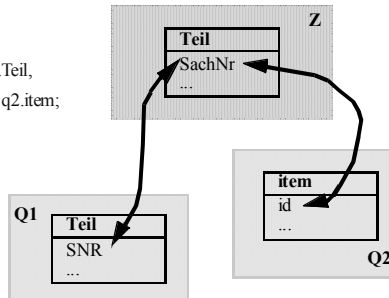 Teil,
q2.item;
Z
Teil
SachNr
...
Q1
Teil
SNR
...
item
id
...
Q2